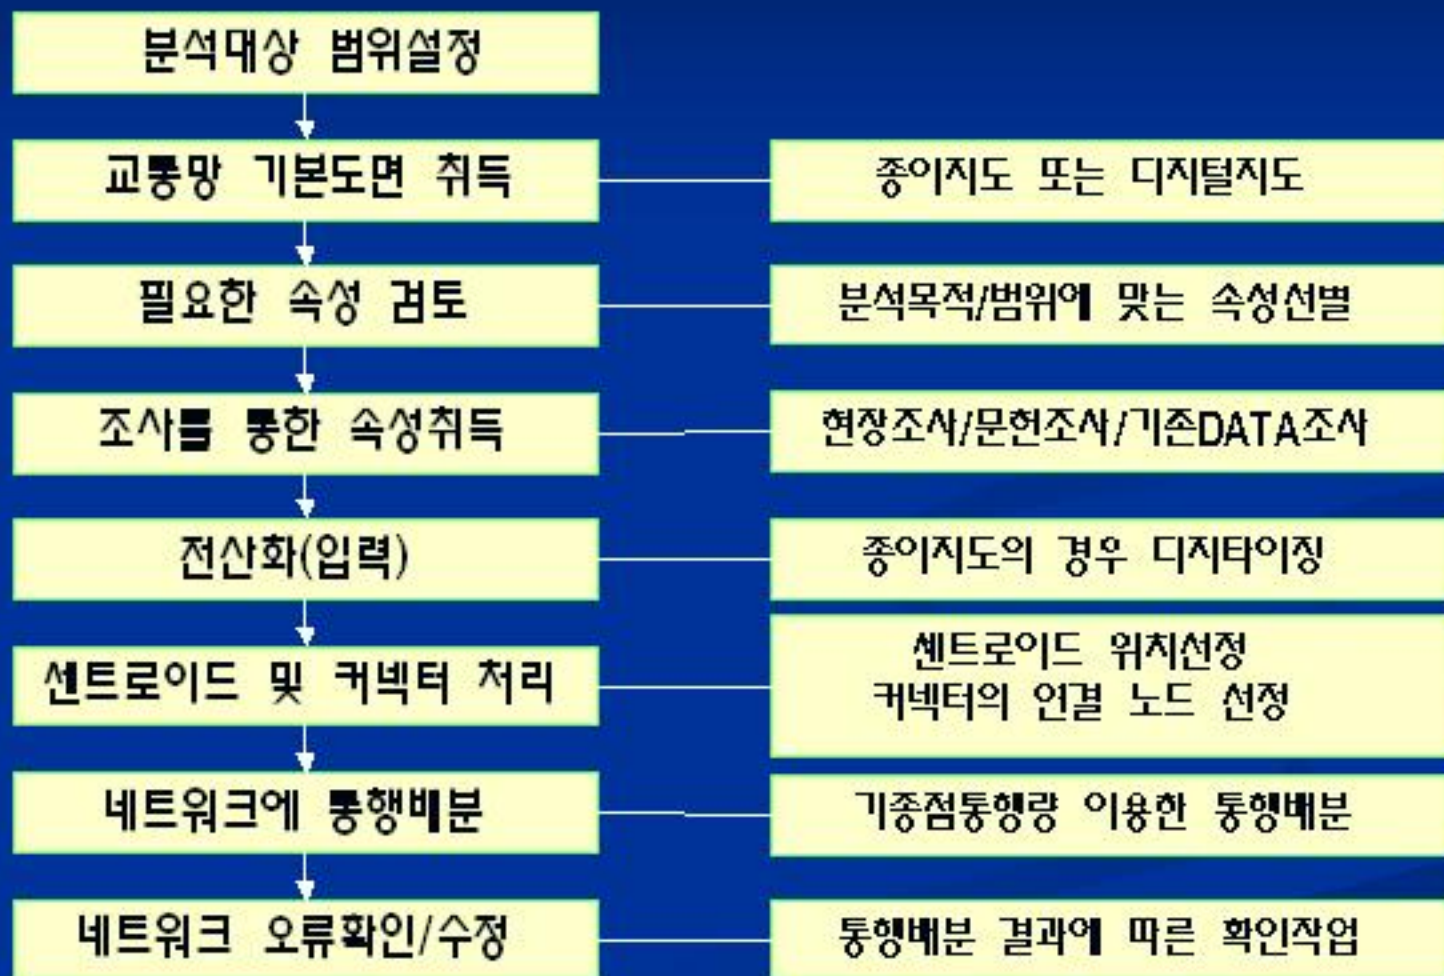 분석대상 범위설정
교통망 기본도면 취득
종이지도 또는 디지털지도
필요한 속성 검토
분석목적/범위에 맞는 속성선별
조사를 통한 속성취득
현장조사/문헌조사/기존DATA조사
전산화(입력)
종이지도의 경우 디지타이징
센트로이드 및 커넥터 처리
센트로이드 위치선정
커넥터의 연결 노드 선정
네트워크에 통행배분
기종점통행량 이용한 통행배분
네트워크 오류확인/수정
통행배분 결과에 따른 확인작업